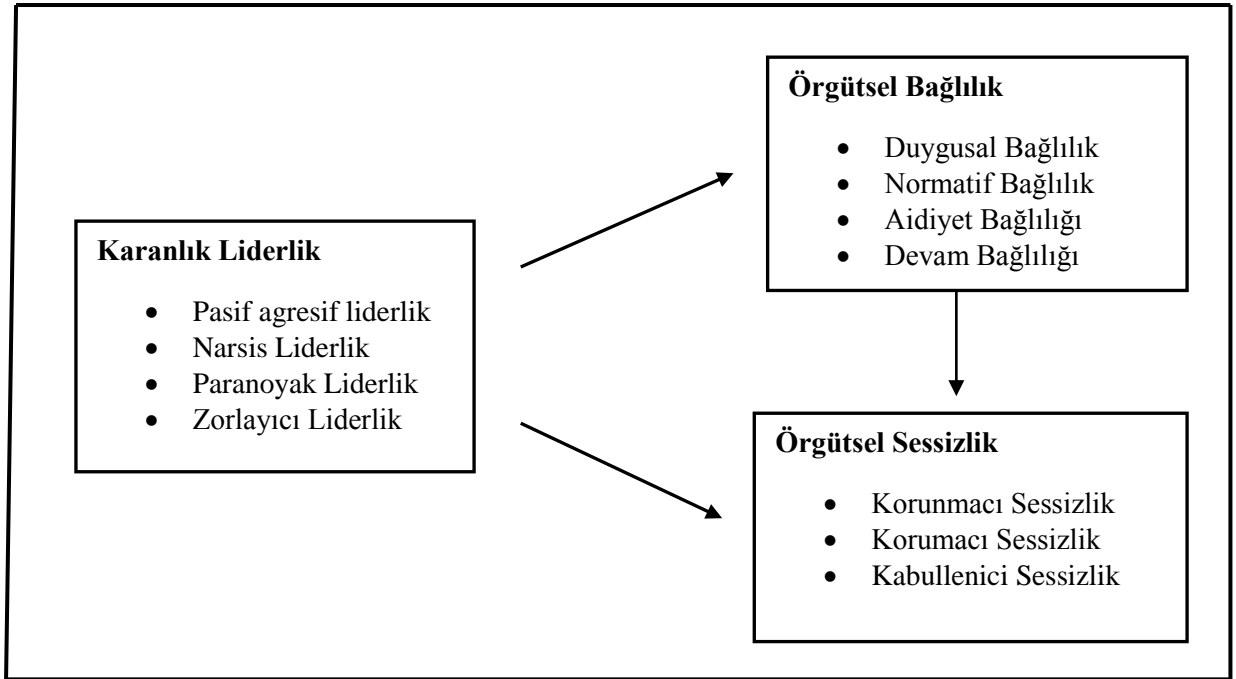 Örgütsel Bağlılık
• Duygusal Bağlılık
• Normatif Bağlılık
• Aidiyet Bağlılığı
• Devam Bağlılığı
Karanlık Liderlik
• Pasif agresif liderlik
• Narsis Liderlik
• Paranoyak Liderlik
• Zorlayıcı Liderlik
Örgütsel Sessizlik
• Korunmacı Sessizlik
• Korumacı Sessizlik
• Kabullenici Sessizlik